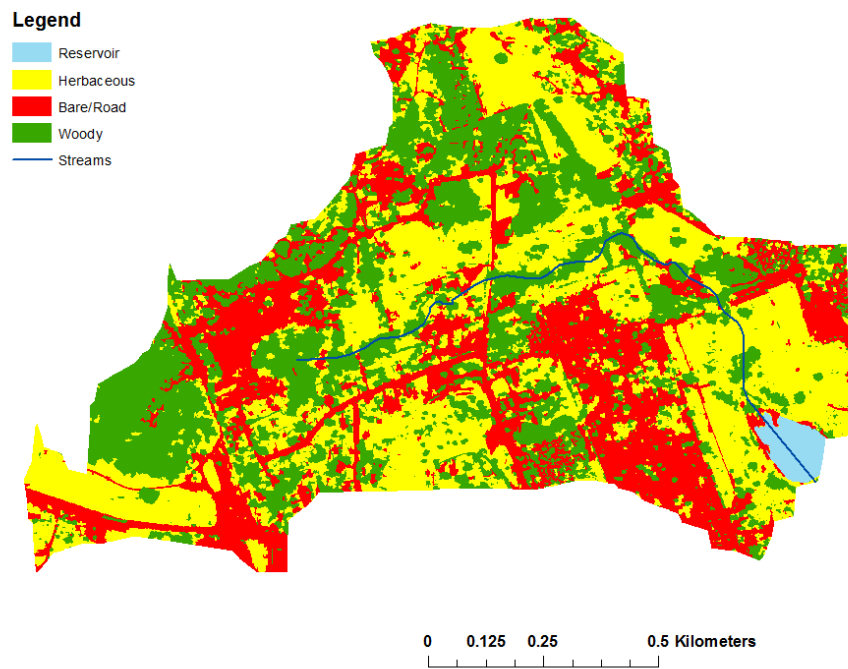 Legend
Reservoir
Herbaceous
Bare/Road
Woody
Streams
0 0.125 0.25 0.5 Kilometers